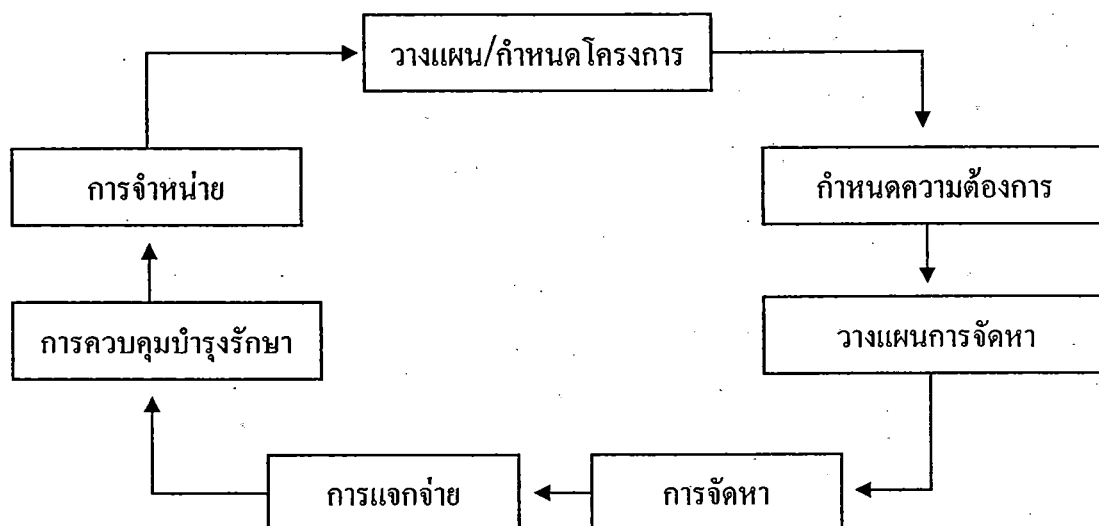 วางแผน/กำหนดโครงการ
กำหนดความต้องการ
วางแผนการจัดหา
การจัดหา
การแจกจ่าย
การควบคุมบำรุงรักษา
การจำหน่าย